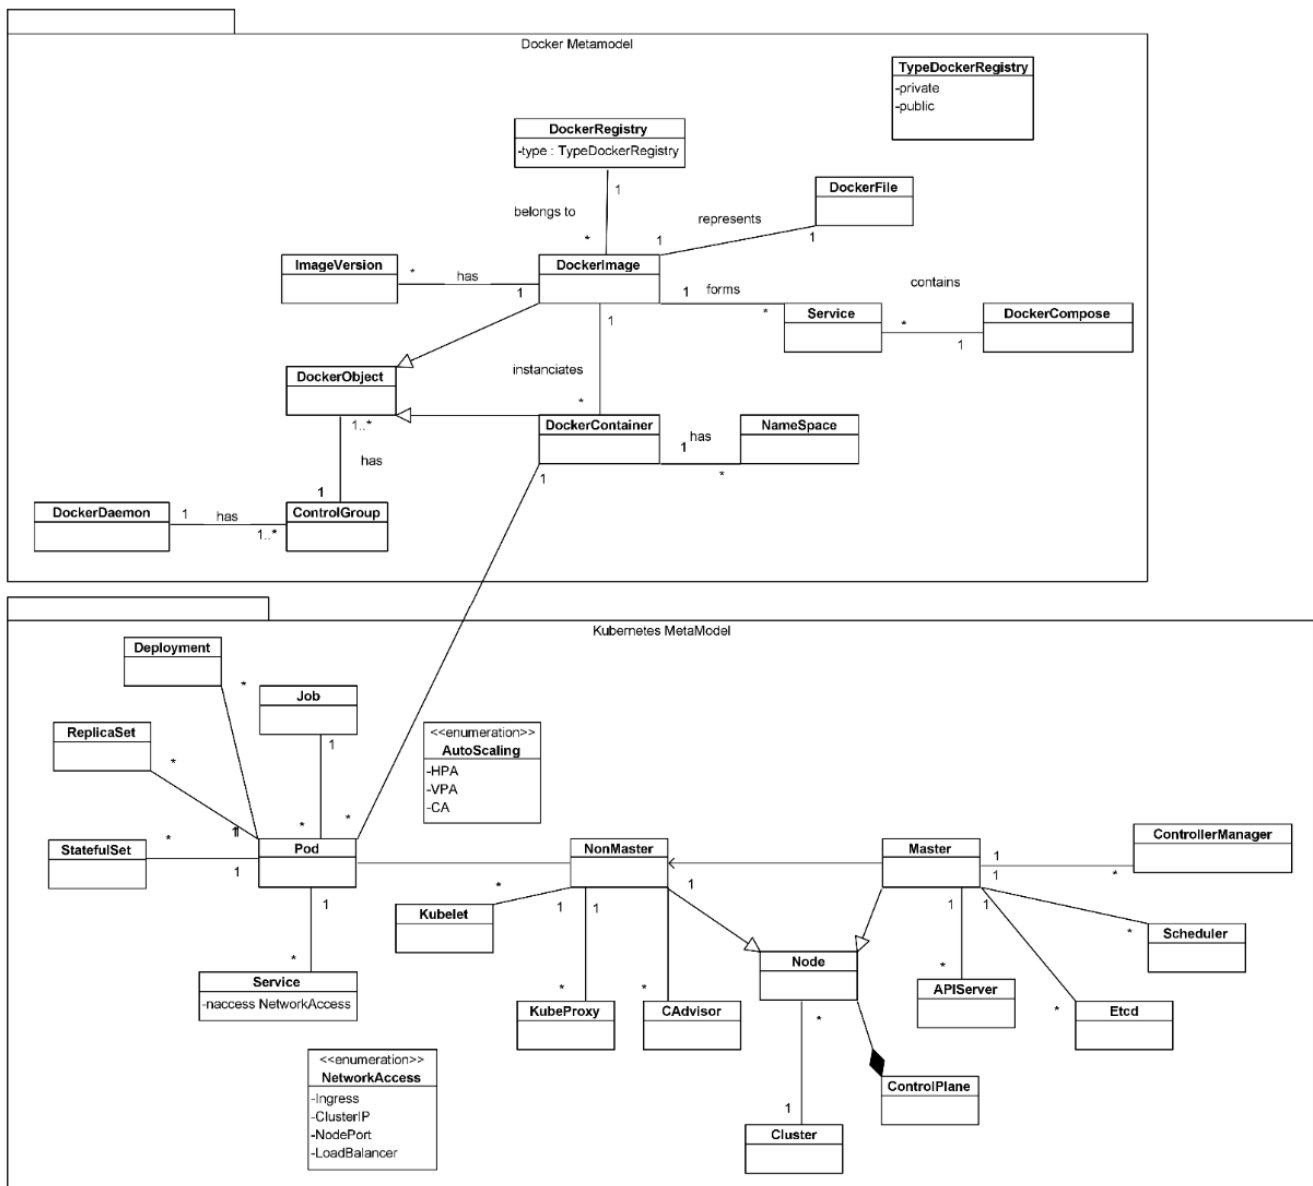 Docker Metamodel
TypeDockerRegistry
-private
-public
DockerRegistry
-type : TypeDockerRegistry
1
belongs to
*
DockerFile
represents
1
1
ImageVersion
*
has
1
DockerImage
1
forms
*
Service
contains
*
1
DockerCompose
1
instanciates
*
DockerObject
1..*
has
1
DockerContainer
1
has
*
NameSpace
1
DockerDaemon
1
has
1..*
ControlGroup
Kubernetes MetaModel
Deployment
*
Job
1
ReplicaSet
*
<<enumeration>>
AutoScaling
-HPA
-VPA
-CA
StatefulSet
*
1
1
1
*
*
Pod
NonMaster
Master
1
*
ControllerManager
1
*
Scheduler
*
Kubelet
1
1
1
*
KubeProxy
*
CAdvisor
Node
1
*
APIServer
1
*
Etcd
1
*
Service
-naccess NetworkAccess
<<enumeration>>
NetworkAccess
-Ingress
-ClusterIP
-NodePort
-LoadBalancer
*
1
Cluster
ControlPlane